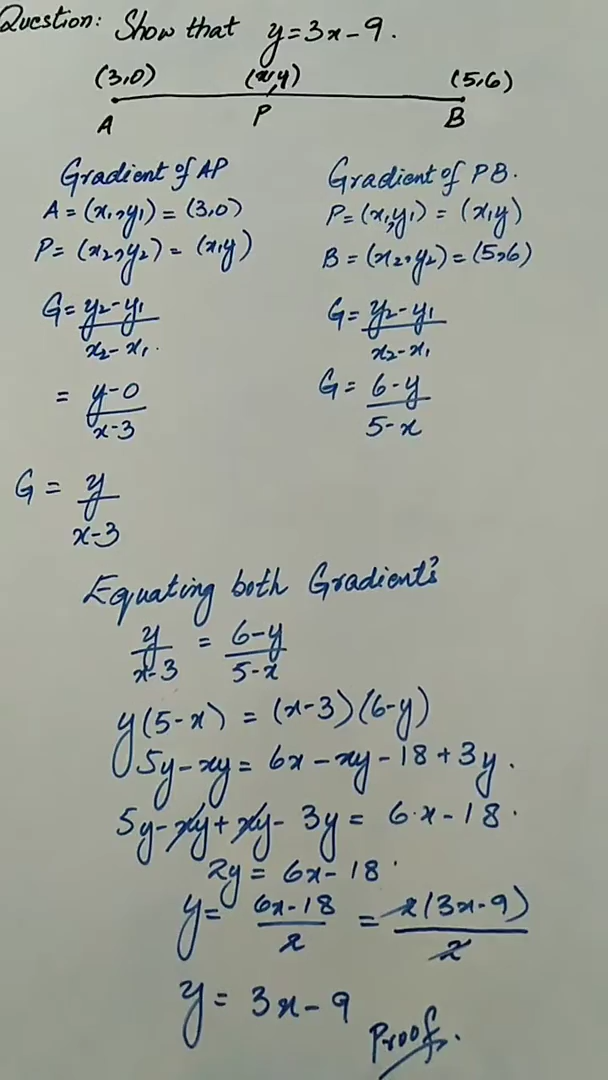 Question: Show that y=3x-9.
(3,0) (x,y) (5,6)
A P B
Gradient of AP
A = (x₁,y₁) = (3,0)
P = (x₂,y₂) = (x,y)
G = y₂-y₁/x₂-x₁.
= y-0/x-3
G = y/x-3
Gradient of PB.
P = (x,y₁) = (x,y)
B = (x₂,y₂) = (5,6)
G = y₂-y₁/x₂-x₁
G = 6-y/5-x
Equating both Gradients
y/x-3 = 6-y/5-x
y(5-x) = (x-3)(6-y)
5y-xy = 6x-xy-18+3y.
5y-xy+xy-3y = 6x-18.
2y = 6x-18.
y = 6x-18/2 = 2(3x-9)/2
y = 3x-9
Proof.